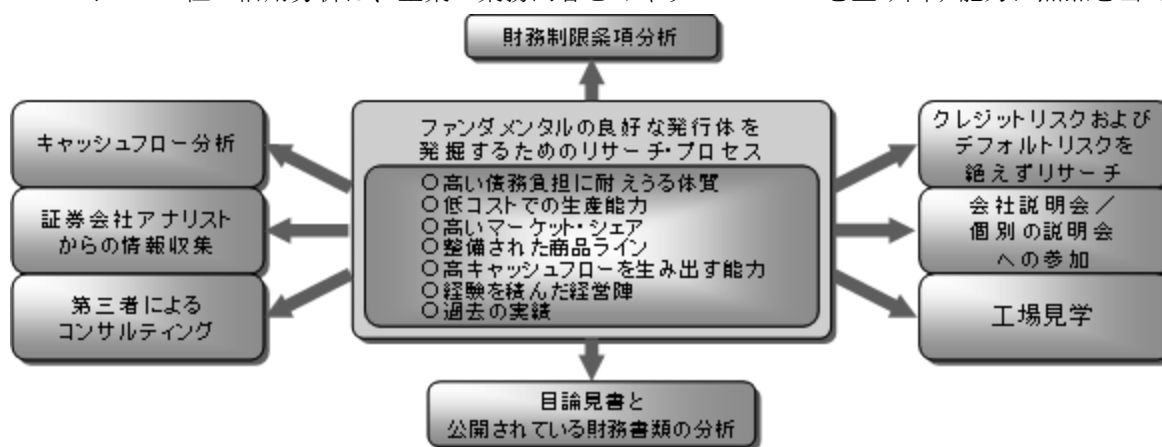 財務制限条項分析
キャッシュフロー分析
証券会社アナリスト
からの情報収集
第三者による
コンサルティング
ファンダメンタルの良好な発行体を
発掘するためのリサーチ・プロセス
○高い債務負担に耐えうる体質
○低コストでの生産能力
○高いマーケット・シェア
○整備された商品ライン
○高キャッシュフローを生み出す能力
○経験を積んだ経営陣
○過去の実績
クレジットリスクおよび
デフォルトリスクを
絶えずリサーチ
会社説明会／
個別の説明会
への参加
工場見学
目論見書と
公開されている財務書類の分析